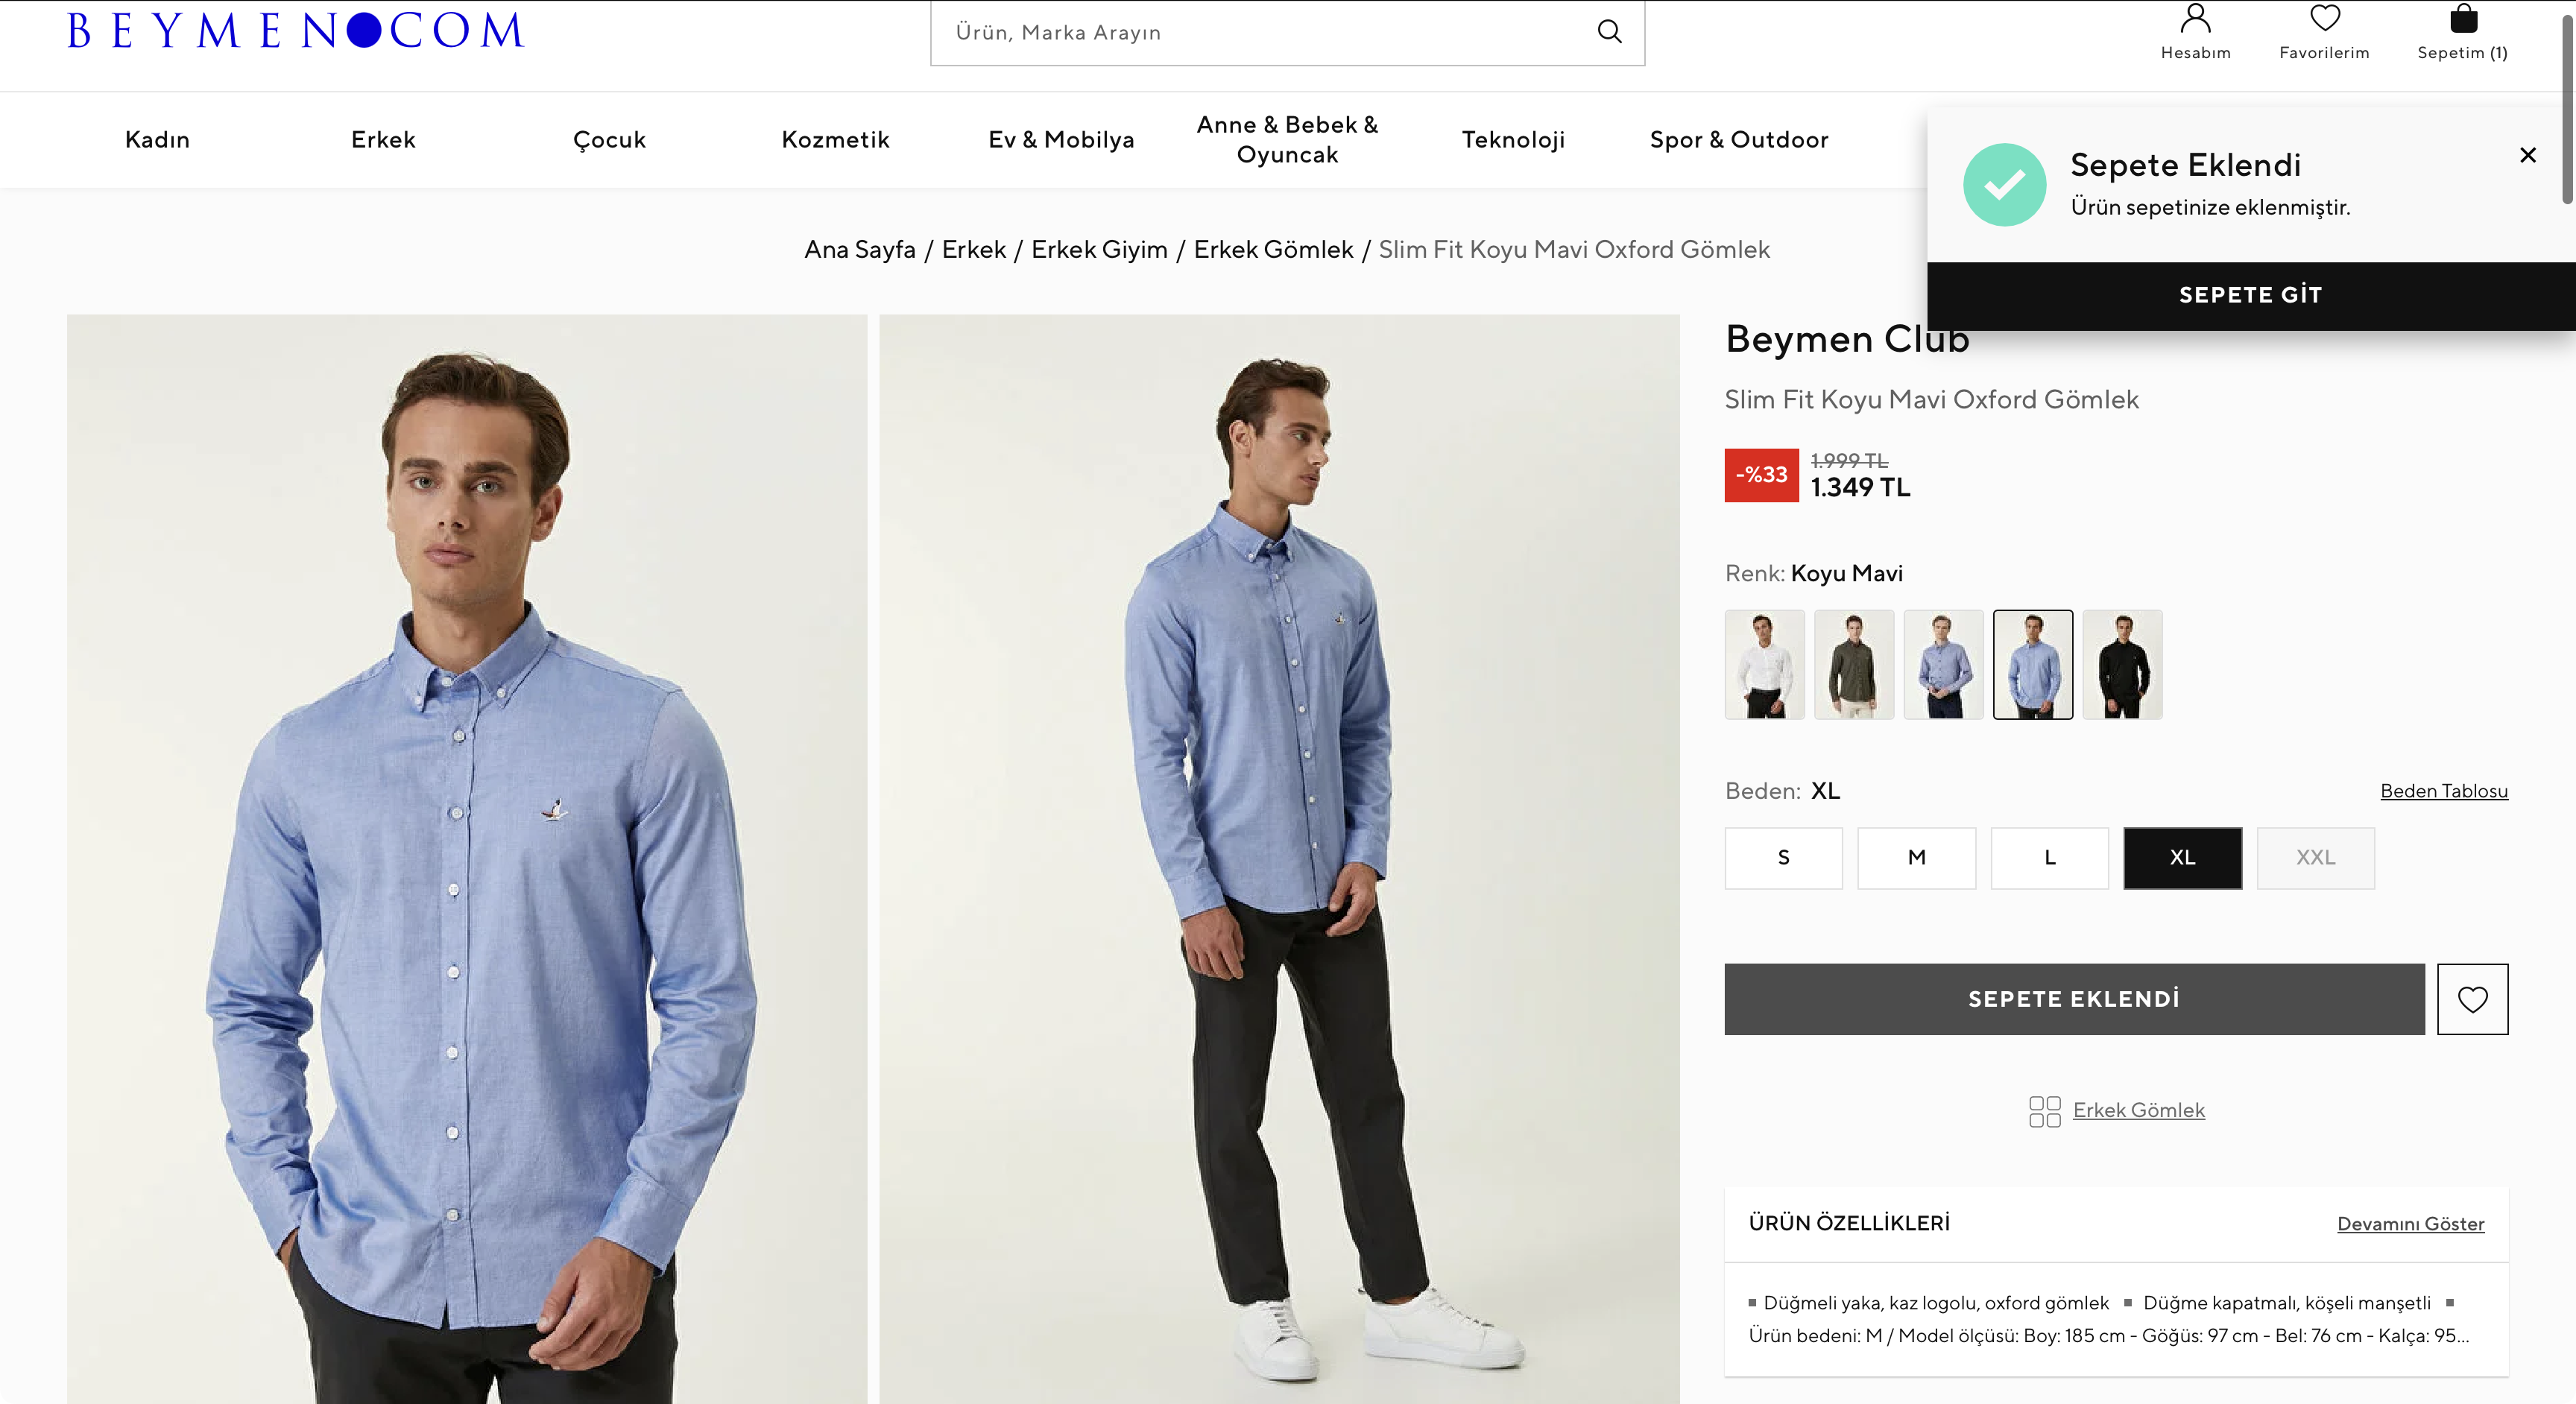 BEYMEN COM
Ürün, Marka Arayın
Hesabım
Favorilerim
Sepetim (1)
Kadın
Erkek
Çocuk
Kozmetik
Ev & Mobilya
Anne & Bebek &
Oyuncak
Teknoloji
Spor & Outdoor
Sepete Eklendi
Ürün sepetinize eklenmiştir.
SEPETE GİT
Ana Sayfa / Erkek / Erkek Giyim / Erkek Gömlek / Slim Fit Koyu Mavi Oxford Gömlek
Beymen Club
Slim Fit Koyu Mavi Oxford Gömlek
-%33
1.999 TL
1.349 TL
Renk: Koyu Mavi
Beden: XL
Beden Tablosu
S
M
L
XL
XXL
SEPETE EKLENDİ
Erkek Gömlek
ÜRÜN ÖZELLİKLERİ
Devamını Göster
▪ Düğmeli yaka, kaz logolu, oxford gömlek ▪ Düğme kapatmalı, köşeli manşetli ▪
Ürün bedeni: M / Model ölçüsü: Boy: 185 cm - Göğüs: 97 cm - Bel: 76 cm - Kalça: 95...